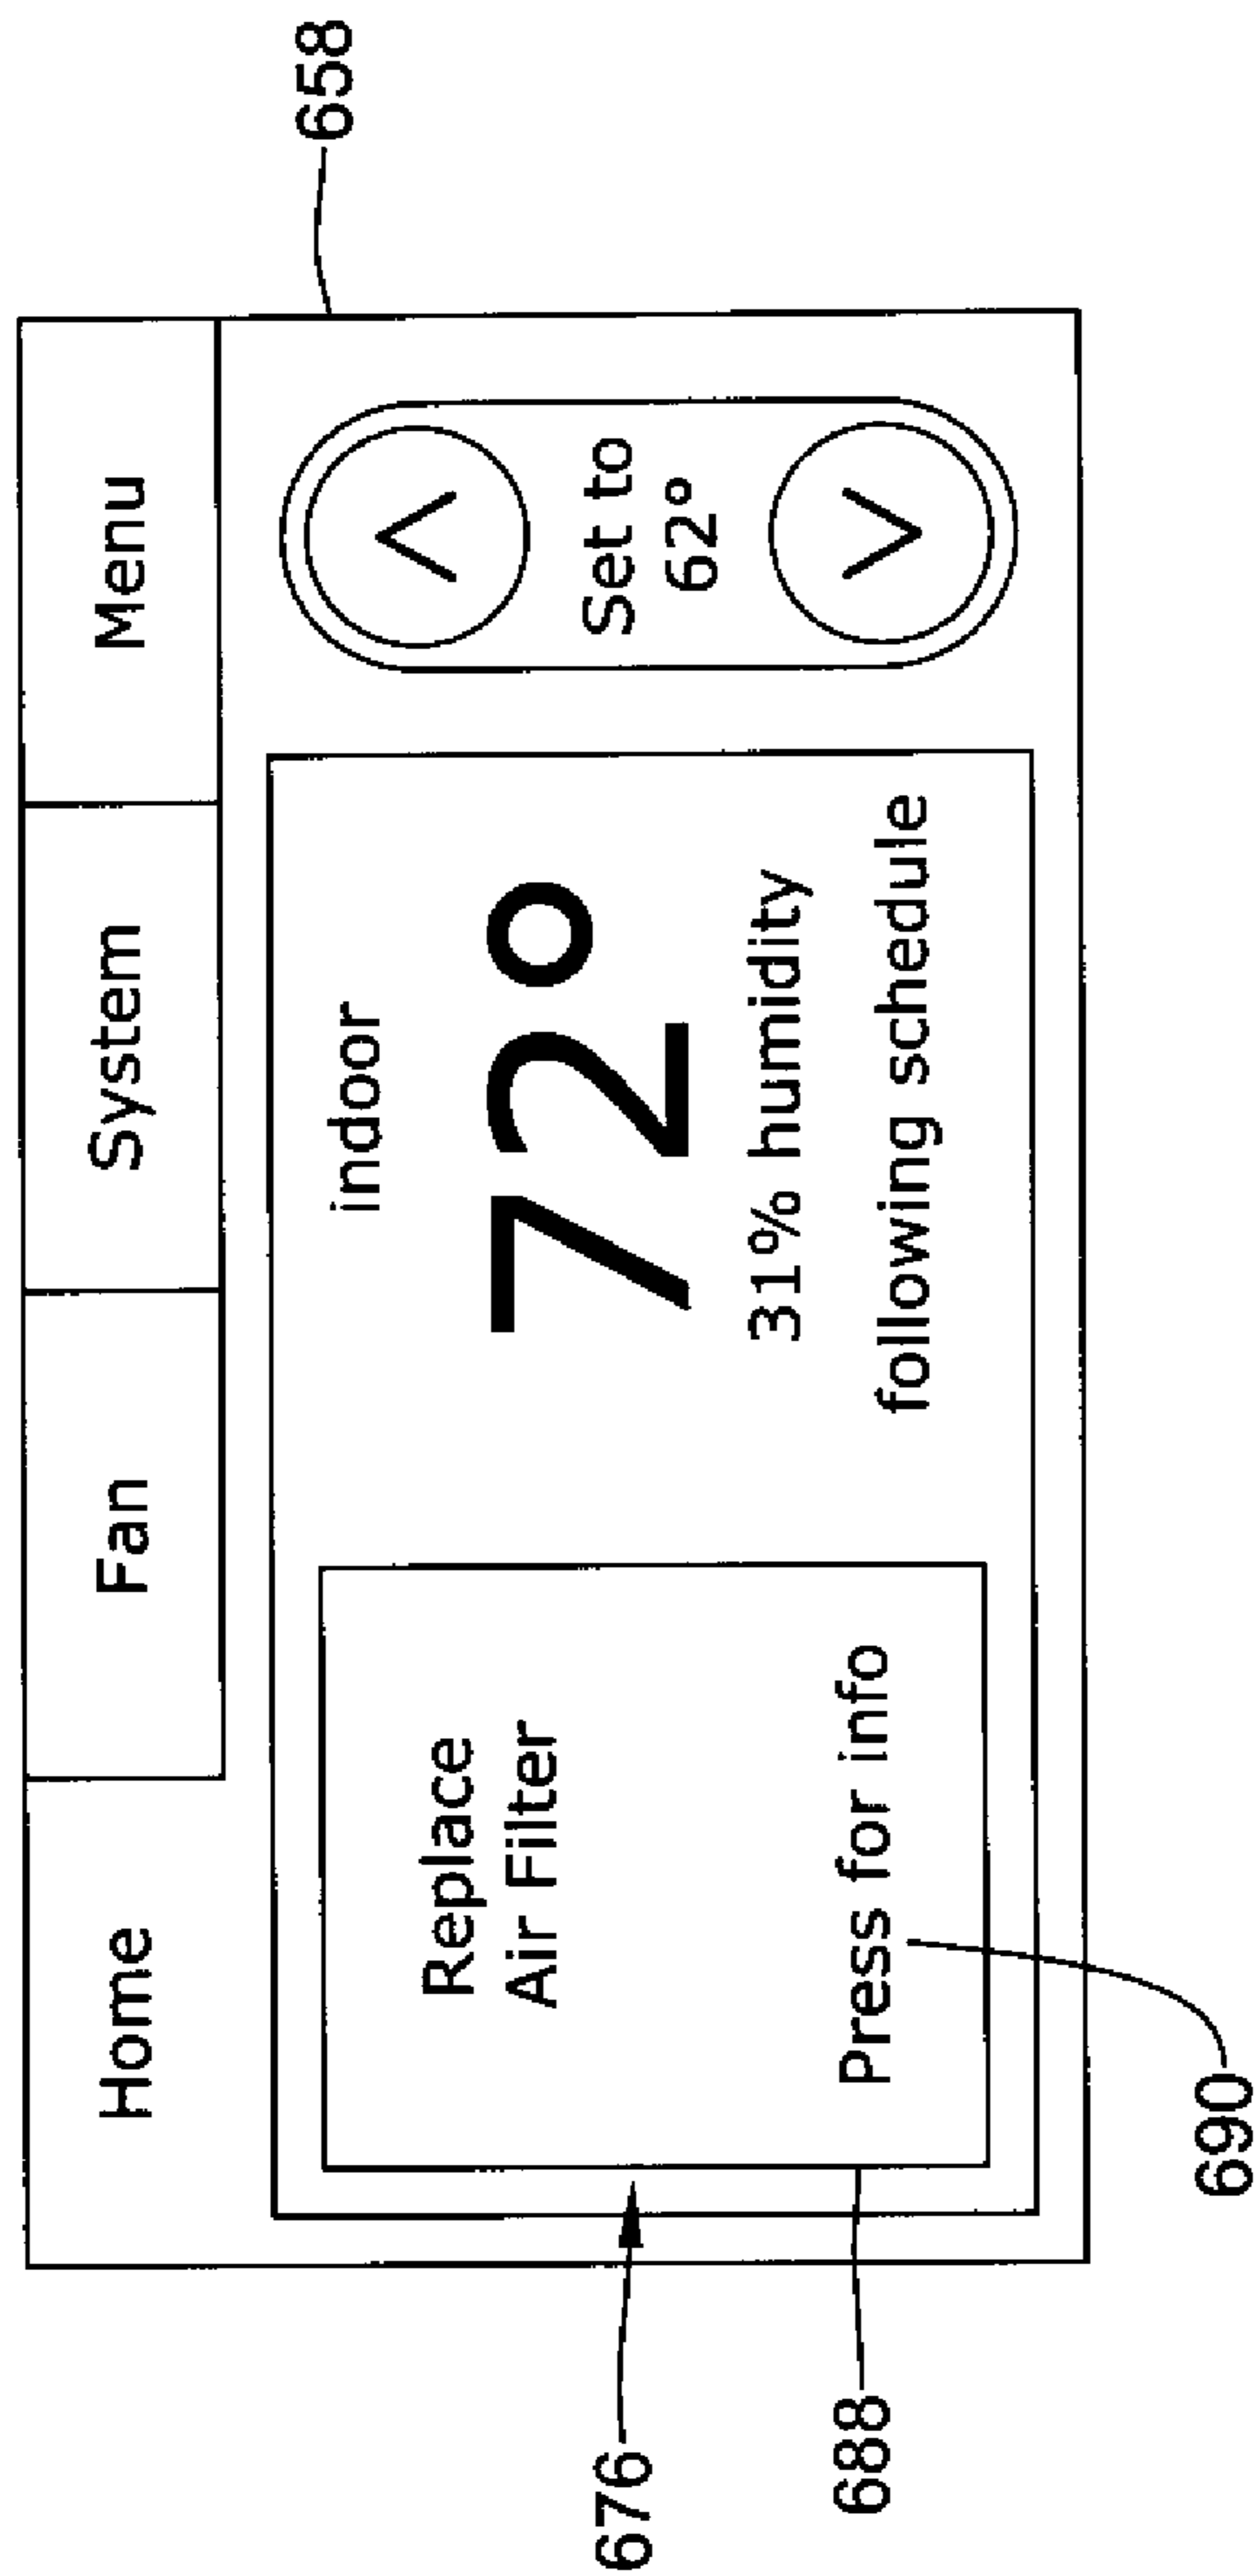 Home
Fan
System
Menu
658
Replace
Air Filter
Press for info
indoor
72°
31% humidity
following schedule
Set to
62°
676
688
690